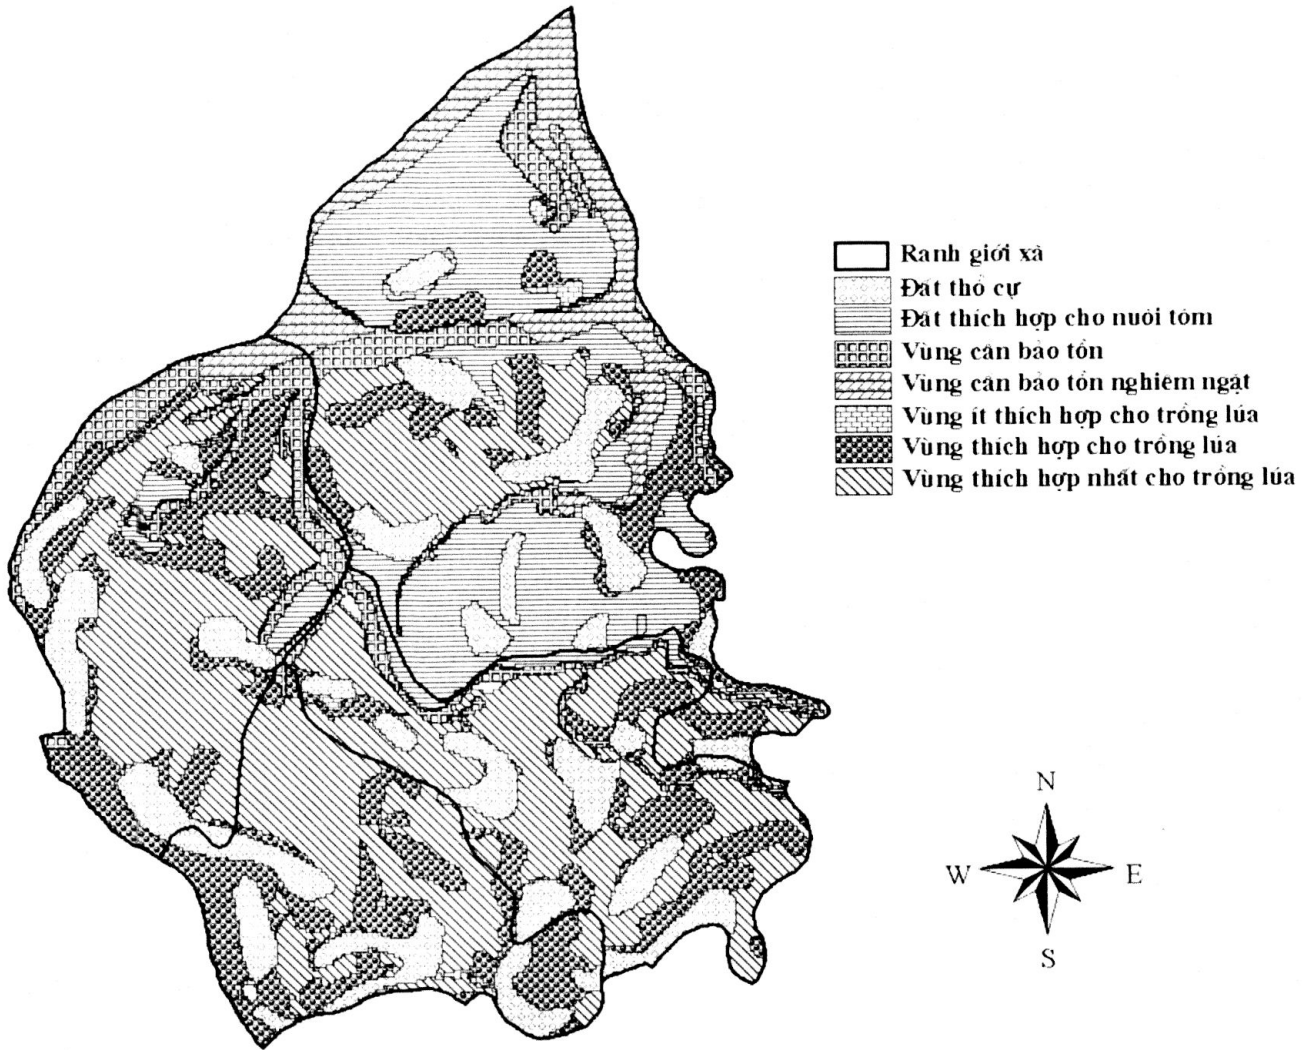 Ranh giới xã
Đất thổ cư
Đất thích hợp cho nuôi tôm
Vùng cần bảo tồn
Vùng cần bảo tồn nghiêm ngặt
Vùng ít thích hợp cho trồng lúa
Vùng thích hợp cho trồng lúa
Vùng thích hợp nhất cho trồng lúa
N
W E
S